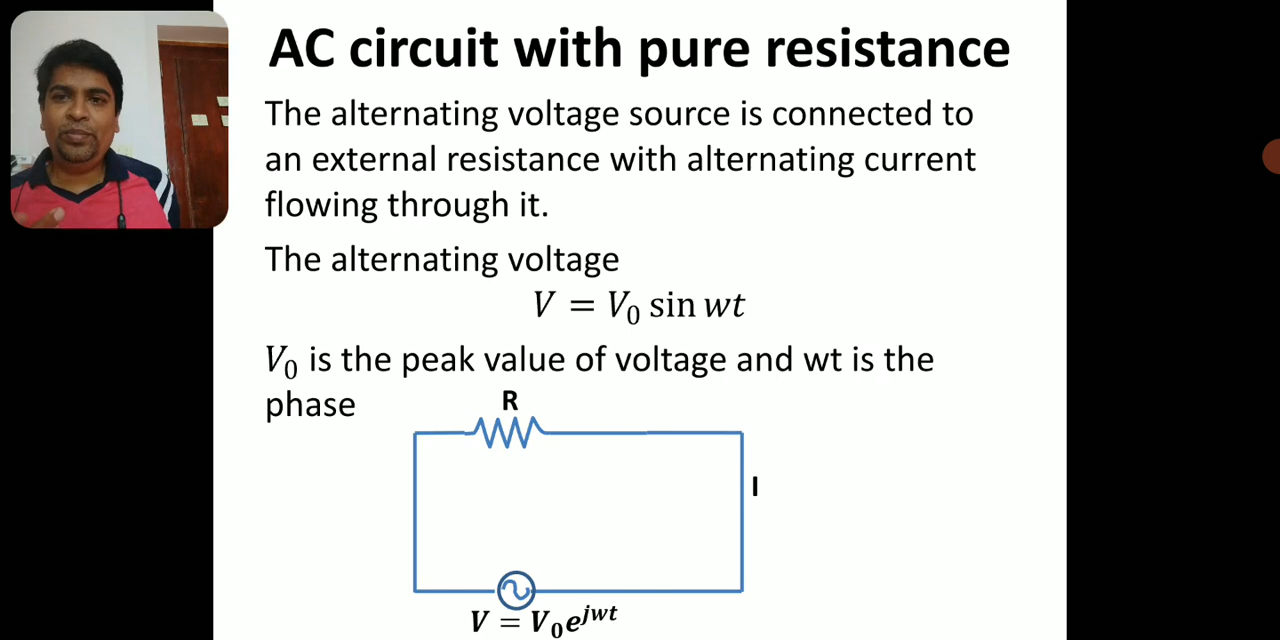 AC circuit with pure resistance
The alternating voltage source is connected to
an external resistance with alternating current
flowing through it.
The alternating voltage
V = V₀ sin wt
V₀ is the peak value of voltage and wt is the
phase
R
I
V = V₀eʲʷᵗ